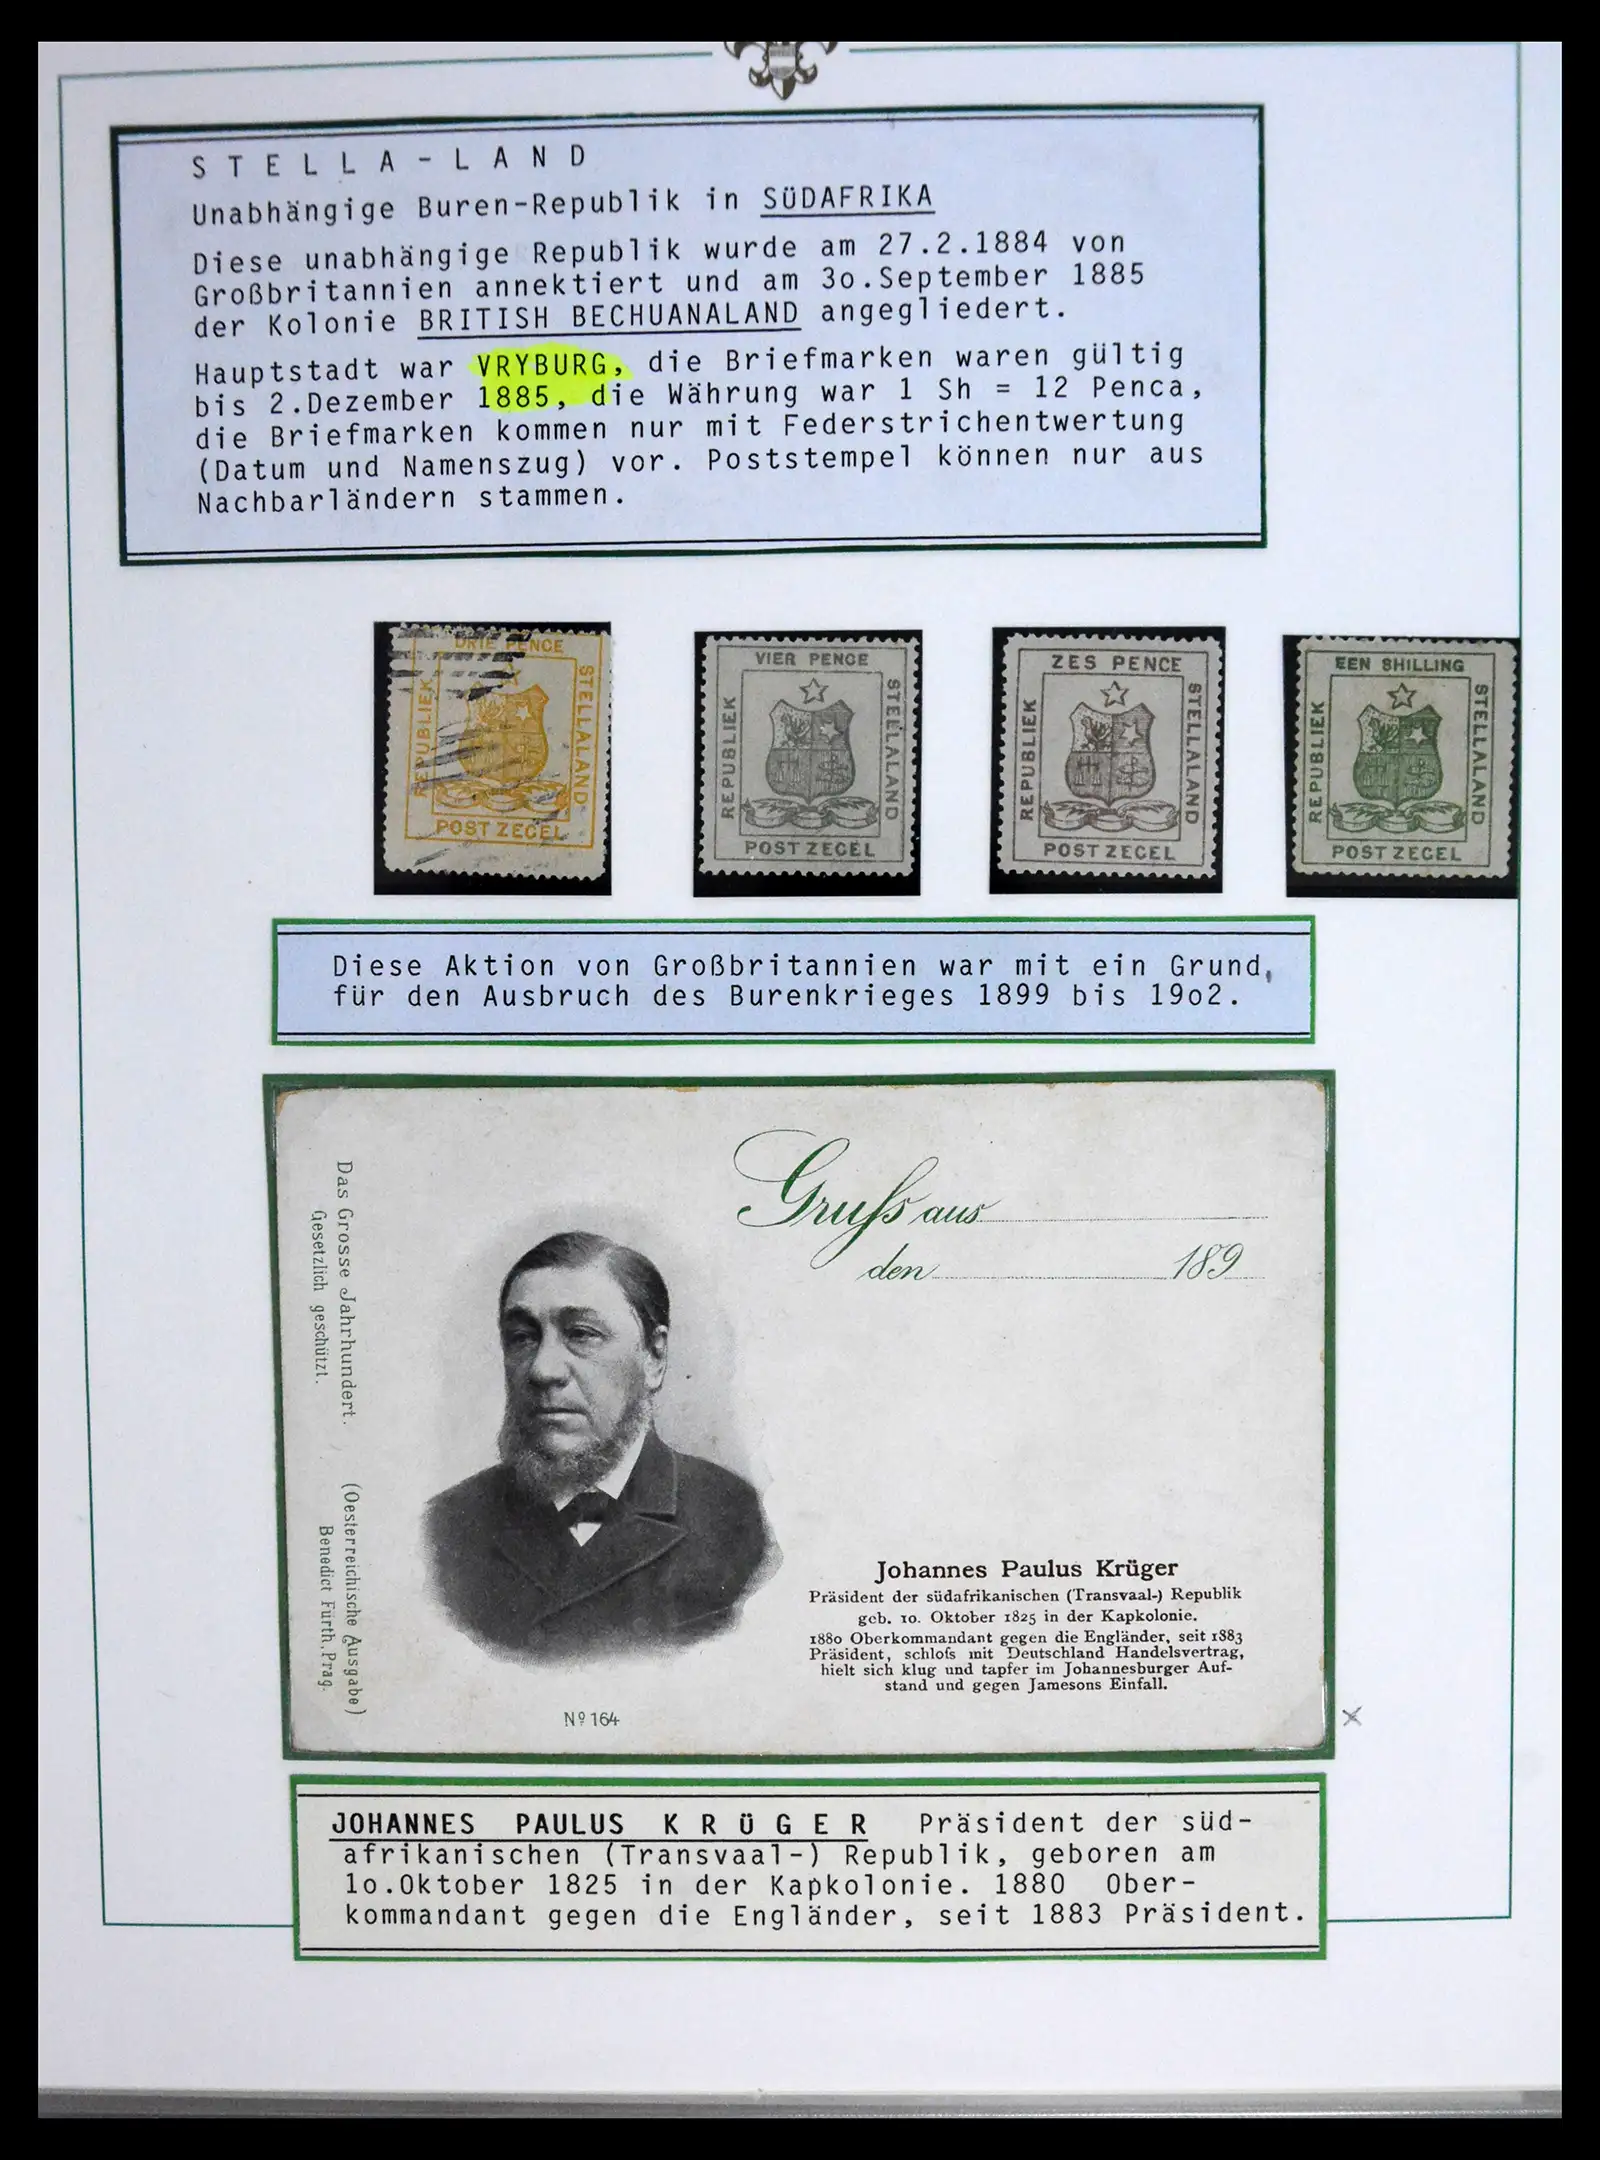 STELLA-LAND
Unabhängige Buren-Republik in SÜDAFRIKA
Diese unabhängige Republik wurde am 27.2.1884 von
Großbritannien annektiert und am 3o.September 1885
der Kolonie BRITISH BECHUANALAND angegliedert.
Hauptstadt war VRYBURG, die Briefmarken waren gültig
bis 2.Dezember 1885, die Währung war 1 Sh = 12 Penca,
die Briefmarken kommen nur mit Federstrichentwertung
(Datum und Namenszug) vor. Poststempel können nur aus
Nachbarländern stammen.
DRIE PENCE
REPUBLIEK
STELLALAND
POSTZEGEL
VIER PENCE
REPUBLIEK
STELLALAND
POSTZEGEL
ZES PENCE
REPUBLIEK
STELLALAND
POSTZEGEL
EEN SHILLING
REPUBLIEK
STELLALAND
POSTZEGEL
Diese Aktion von Großbritannien war mit ein Grund,
für den Ausbruch des Burenkrieges 1899 bis 19o2.
Gruſs aus
den 189
Das Grosse Jahrhundert. (Oesterreichische Ausgabe)
Gesetzlich geschützt. Benedict Fürth, Prag.
Johannes Paulus Krüger
Präsident der südafrikanischen (Transvaal-) Republik
geb. 10. Oktober 1825 in der Kapkolonie.
1880 Oberkommandant gegen die Engländer, seit 1883
Präsident, schloſs mit Deutschland Handelsvertrag,
hielt sich klug und tapfer im Johannesburger Auf-
stand und gegen Jamesons Einfall.
Nº 164
JOHANNES PAULUS KRÜGER Präsident der süd-
afrikanischen (Transvaal-) Republik, geboren am
1o.Oktober 1825 in der Kapkolonie. 1880 Ober-
kommandant gegen die Engländer, seit 1883 Präsident.